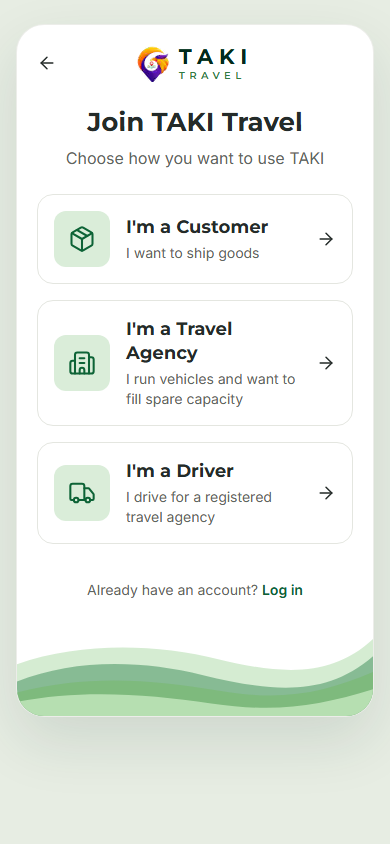 TAKI
TRAVEL
Join TAKI Travel
Choose how you want to use TAKI
I'm a Customer
I want to ship goods
I'm a Travel
Agency
I run vehicles and want to
fill spare capacity
I'm a Driver
I drive for a registered
travel agency
Already have an account? Log in